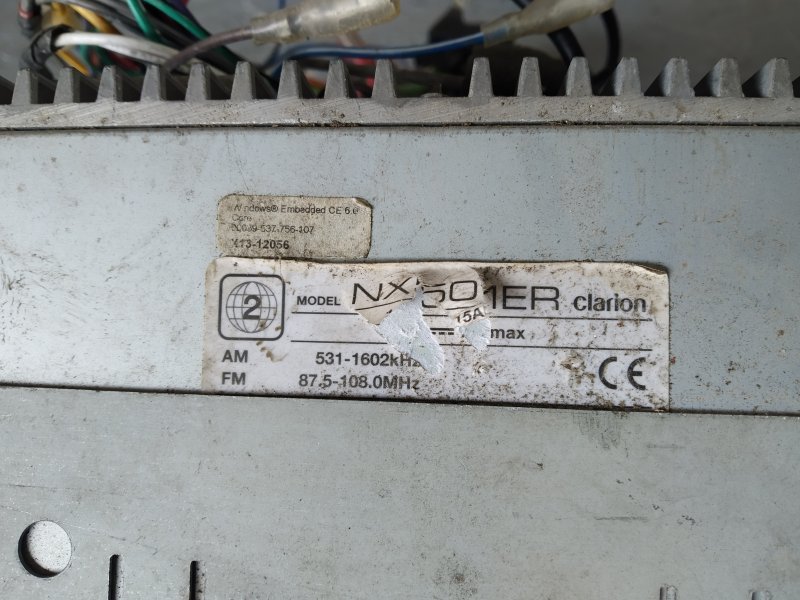 Windows® Embedded CE 6.0
Core
X13-12056
2
MODEL NX501ER clarion
15A max
AM 531-1602kHz
FM 87.5-108.0MHz
CE